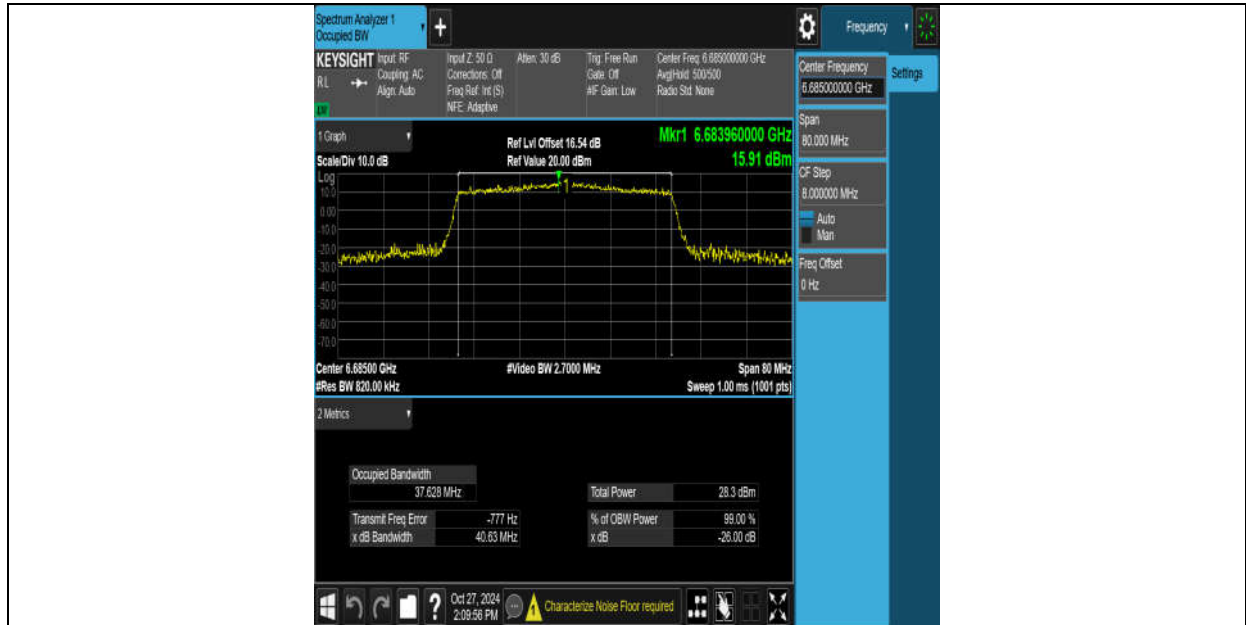 Spectrum Analyzer 1
Occupied BW
+
Frequency
KEYSIGHT
R L
Input: RF
Coupling: AC
Align: Auto
Input Z: 50 Ω
Corrections: Off
Freq Ref: Int (S)
NFE: Adaptive
Atten: 30 dB
Trig: Free Run
Gate: Off
#IF Gain: Low
Center Freq: 6.685000000 GHz
Avg|Hold: 500/500
Radio Std: None
Center Frequency
6.685000000 GHz
Settings
Span
80.000 MHz
CF Step
8.000000 MHz
Auto
Man
Freq Offset
0 Hz
1 Graph
Scale/Div 10.0 dB
Ref Lvl Offset 16.54 dB
Ref Value 20.00 dBm
Mkr1 6.683960000 GHz
15.91 dBm
Log
10.0
0.00
-10.0
-20.0
-30.0
-40.0
-50.0
-60.0
-70.0
1
Center 6.68500 GHz
#Video BW 2.7000 MHz
Span 80 MHz
#Res BW 820.00 kHz
Sweep 1.00 ms (1001 pts)
2 Metrics
Occupied Bandwidth
37.628 MHz
Total Power 28.3 dBm
Transmit Freq Error -777 Hz
% of OBW Power 99.00 %
x dB Bandwidth 40.63 MHz
x dB -26.00 dB
?
Oct 27, 2024
2:09:56 PM
Characterize Noise Floor required